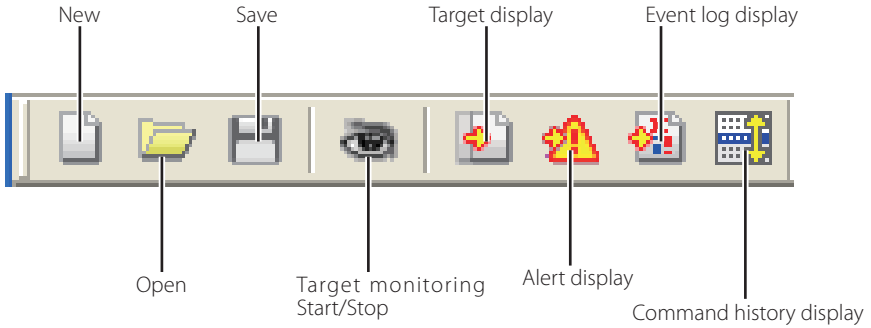 New
Save
Target display
Event log display
Open
Target monitoring
Start/Stop
Alert display
Command history display